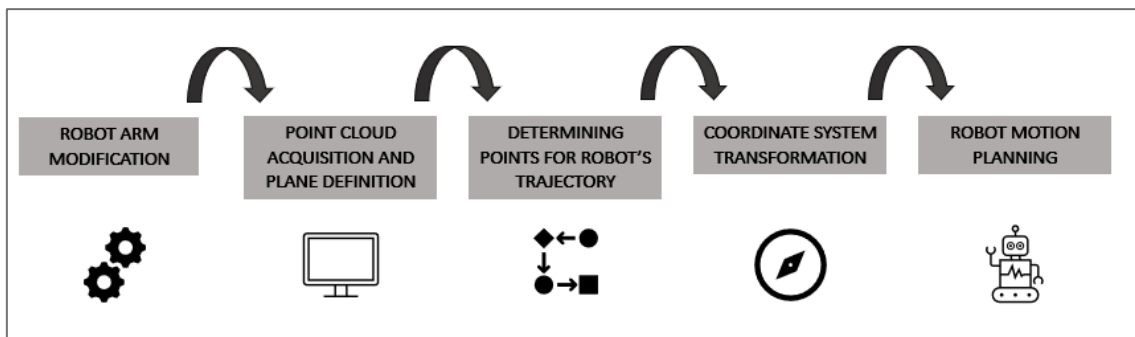 ROBOT ARM
MODIFICATION
POINT CLOUD
ACQUISITION AND
PLANE DEFINITION
DETERMINING
POINTS FOR ROBOT'S
TRAJECTORY
COORDINATE SYSTEM
TRANSFORMATION
ROBOT MOTION
PLANNING